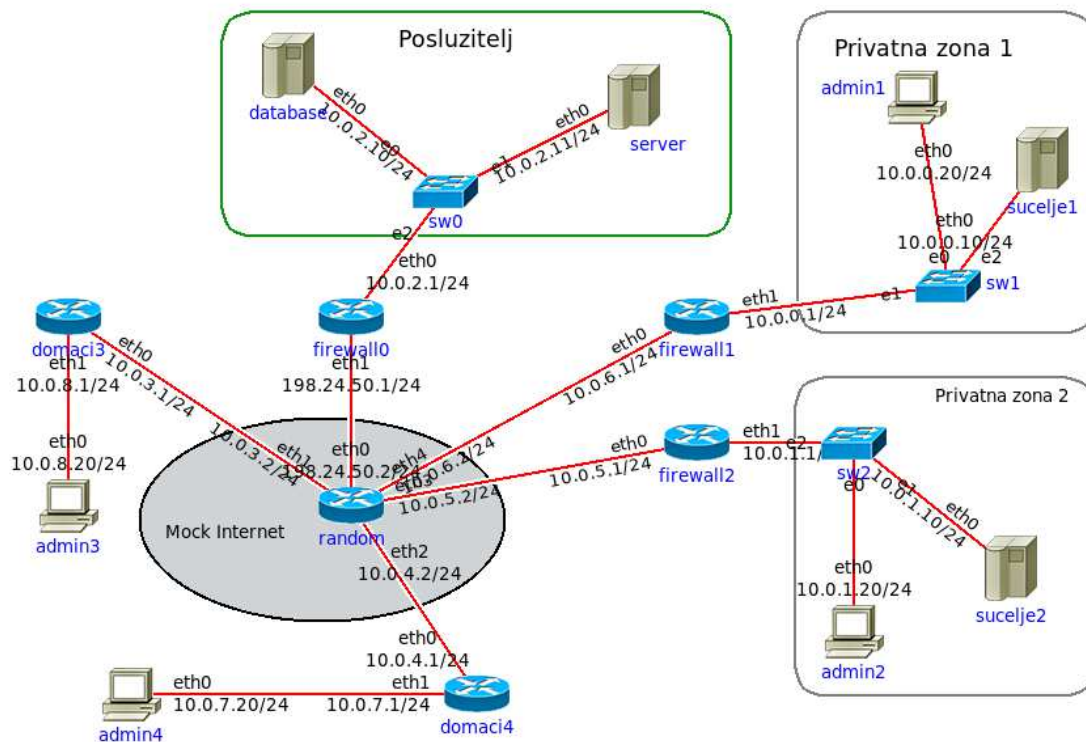 Posluzitelj
database
eth0
10.0.2.10/24
e0
eth0
10.0.2.11/24
e1
server
sw0
e2
eth0
10.0.2.1/24
firewall0
eth1
198.24.50.1/24
Privatna zona 1
admin1
eth0
10.0.0.20/24
sucelje1
eth0
10.0.0.10/24
e0
e2
sw1
e1
eth1
10.0.0.1/24
firewall1
eth0
10.0.6.1/24
domaci3
eth0
10.0.3.1/24
eth1
10.0.8.1/24
eth0
10.0.8.20/24
admin3
eth1
10.0.3.2/24
eth0
198.24.50.2/24
eth4
10.0.6.2/24
eth3
10.0.5.2/24
Mock Internet
random
eth2
10.0.4.2/24
eth0
10.0.5.1/24
firewall2
eth1
10.0.1.1/
e2
Privatna zona 2
sw2
e1
10.0.1.10/24
eth0
e0
eth0
10.0.1.20/24
sucelje2
admin2
eth0
10.0.4.1/24
eth0
10.0.7.20/24
eth1
10.0.7.1/24
admin4
domaci4